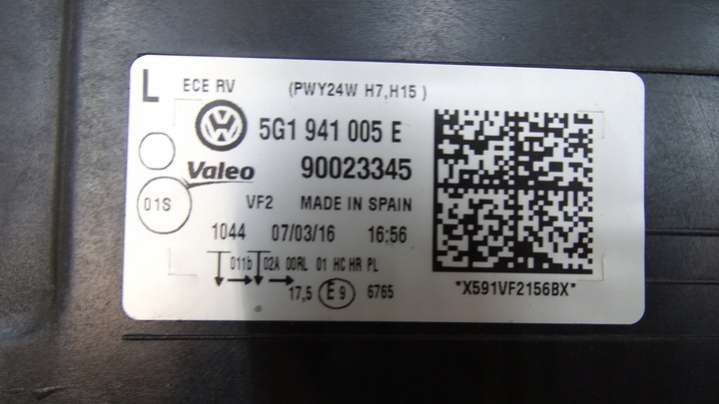 L ECE RV (PWY24W H7,H15 )
5G1 941 005 E
Valeo 90023345
01S VF2 MADE IN SPAIN
1044 07/03/16 16:56
011b 02A 00RL 01 HC HR PL
17,5 E 9 6765
*X591VF2156BX*